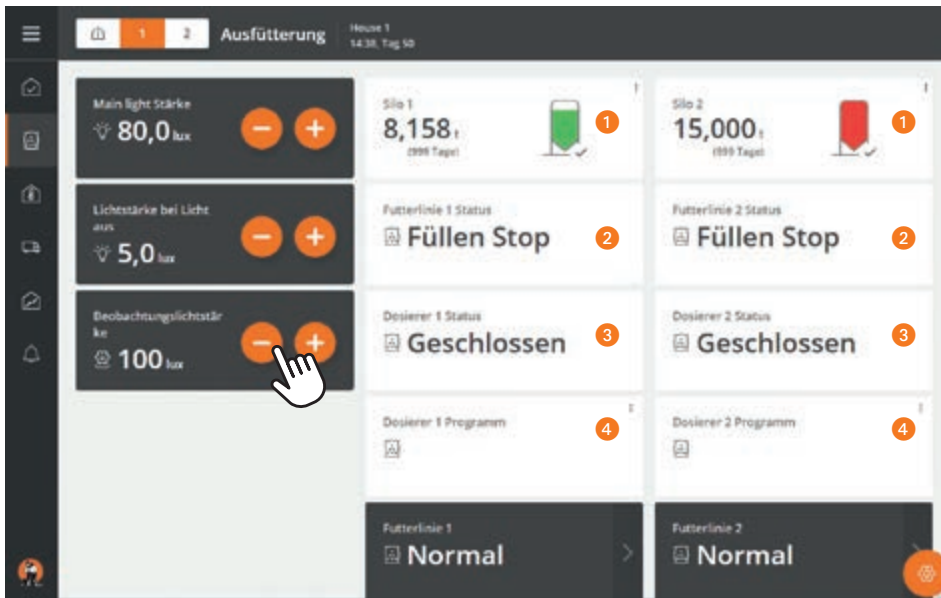 1 2 Ausfütterung House 1
14:38, Tag 50
Main light Stärke
80,0 lux
Lichtstärke bei Licht
aus
5,0 lux
Beobachtungslichtstär
ke
100 lux
Silo 1
8,158 t
(999 Tage)
1
Futterlinie 1 Status
Füllen Stop
2
Dosierer 1 Status
Geschlossen
3
Dosierer 1 Programm
4
Futterlinie 1
Normal
Silo 2
15,000 t
(999 Tage)
1
Futterlinie 2 Status
Füllen Stop
2
Dosierer 2 Status
Geschlossen
3
Dosierer 2 Programm
4
Futterlinie 2
Normal